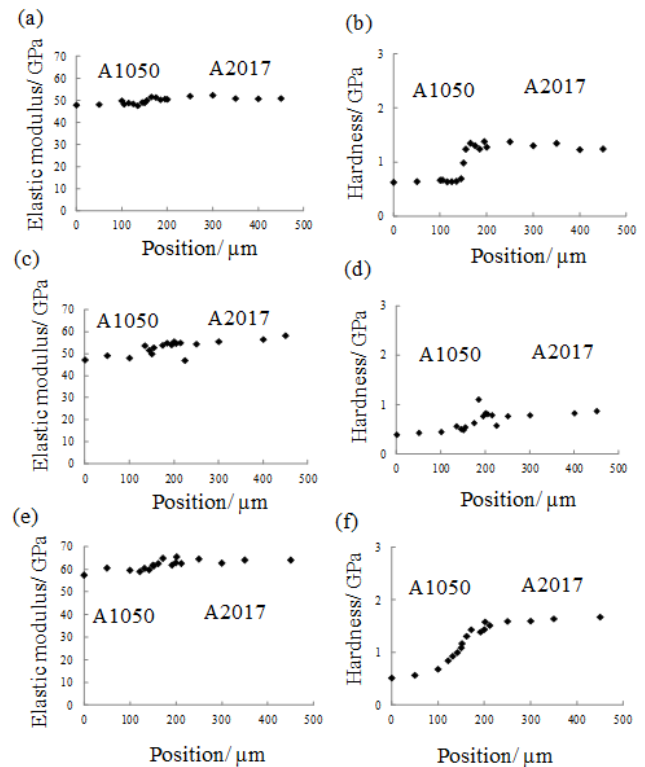 (a)
Elastic modulus/ GPa
70
60
50
40
30
20
10
0
A1050 A2017
0 100 200 300 400 500
Position/ μm
(b)
Hardness/ GPa
3
2
1
0
A1050 A2017
0 100 200 300 400 500
Position/ μm
(c)
Elastic modulus/ GPa
70
60
50
40
30
20
10
0
A1050 A2017
0 100 200 300 400 500
Position/ μm
(d)
Hardness/ GPa
3
2
1
0
A1050 A2017
0 100 200 300 400 500
Position/ μm
(e)
Elastic modulus/ GPa
70
60
50
40
30
20
10
0
A1050 A2017
0 100 200 300 400 500
Position/ μm
(f)
Hardness/ GPa
3
2
1
0
A1050 A2017
0 100 200 300 400 500
Position/ μm